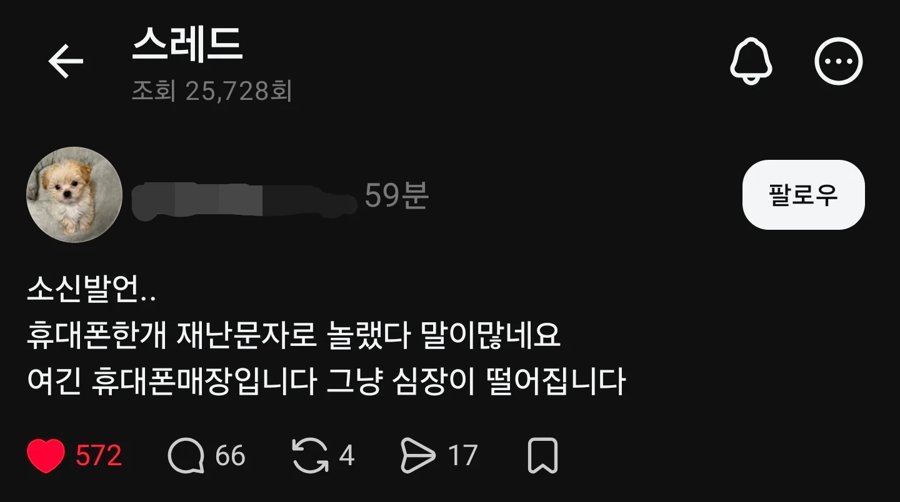 스레드
조회 25,728회
59분
팔로우
소신발언..
휴대폰한개 재난문자로 놀랬다 말이많네요
여긴 휴대폰매장입니다 그냥 심장이 떨어집니다
572 66 4 17